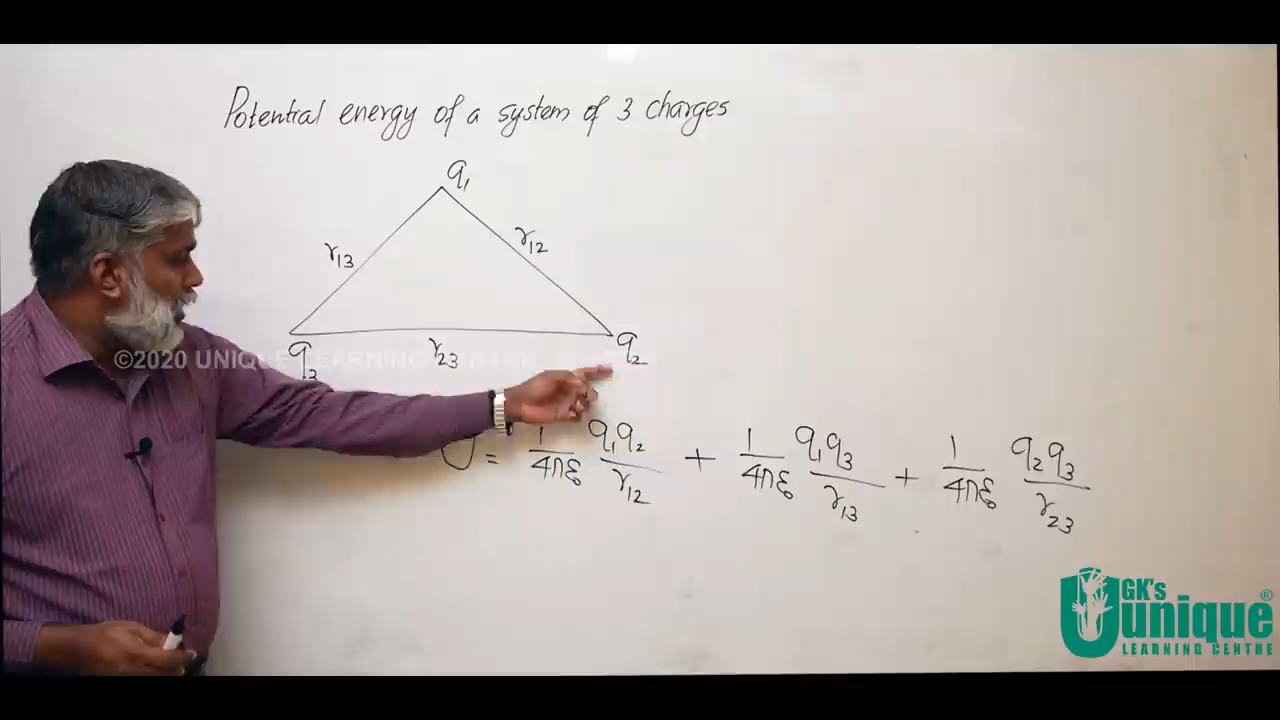 Potential energy of a system of 3 charges
q₁
r₁₃
r₁₂
©2020 UNIQUE LEARNING CENTRE
q₃
r₂₃
q₂
U = 1/4πε₀ q₁q₂/r₁₂ + 1/4πε₀ q₁q₃/r₁₃ + 1/4πε₀ q₂q₃/r₂₃
GK's
unique®
LEARNING CENTRE